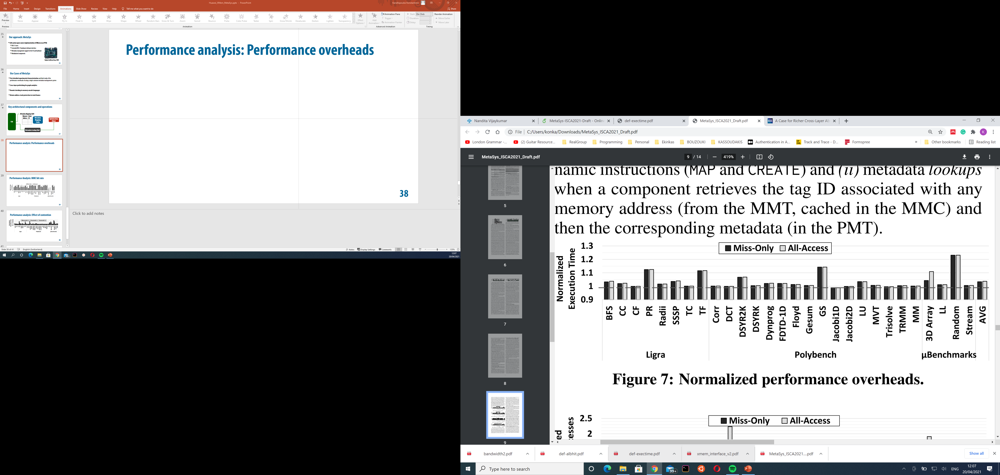 Huawei_XMem_MetaSys.pptx - PowerPoint
Kanellopoulos Konstantinos
File Home Insert Design Transitions Animations Slide Show Review View Help Tell me what you want to do
Share
Preview
None Appear Fade Fly In Float In Split Wipe Shape Wheel Random Bars Grow & Turn Zoom Swivel Bounce Pulse Color Pulse Teeter Spin Grow/Shrink Desaturate Darken Lighten Transparency
Effect Options
Add Animation
Animation Pane
Trigger
Animation Painter
Start: On Click
Duration:
Delay:
Reorder Animation
Move Earlier
Move Later
Preview Animation Advanced Animation Timing
35
Our approach: MetaSys
Full-system open-source implementation of XMem on an FPGA
RISC-V cores
Extended RISC-V hardware/software interface
Metadata management support in the OS and hardware
Modularized components
35
36
Use Cases of MetaSys
First detailed experimental characterization and limit study of the
performance overheads of using a single common metadata management system
Cross-layer prefetching for graph analytics
Bounds checking in memory unsafe languages
Return address stack protection in stack frames
36
37
Key architectural components and operations
Metadata Mapping Table
Memory Address
Atom ID
TLB
Metadata Mapping Cache
Optimization Client
Metadata Lookup Unit
37
38
Performance analysis: Performance overheads
38
39
Performance Analysis: MMC hit rate
39
40
Performance analysis: Effect of contention
40
41
Performance analysis: Performance overheads
38
Click to add notes
Slide 38 of 41 English (Switzerland)
Notes Display Settings Comments 135%
99+
12:07
20/04/2021
Nandita Vijaykumar
MetaSys-ISCA2021-Draft - Onlin
def-exectime.pdf
MetaSys_ISCA2021_Draft.pdf
A Case for Richer Cross-Layer Ab
File C:/Users/konka/Downloads/MetaSys_ISCA2021_Draft.pdf
K
London Grammar -... (2) Guitar Resource... RealGroup Programming Personal Ekirikas BOUZOUKI KASSOUDAKIS Authentication in A... Track and Trace - D... Formspree » Other bookmarks Reading list
MetaSys_ISCA2021_Draft.pdf
9 / 14
419%
5
6
7
8
9
namic instructions (MAP and CREATE) and (ii) metadata lookups
when a component retrieves the tag ID associated with any
memory address (from the MMT, cached in the MMC) and
then the corresponding metadata (in the PMT).
Normalized
Execution Time
1.3
1.2
1.1
1
0.9
Miss-Only All-Access
BFS CC CF PR Radii SSSP TC TF Corr DCT DSYR2K DSYRK Dynprog FDTD-1D Floyd Gesum GS Jacobi1D Jacobi2D LU MVT Trisolve TRMM MM 3D Array LL Random Stream AVG
Ligra Polybench µBenchmarks
Figure 7: Normalized performance overheads.
2.5
2
Miss-Only All-Access
bandwidth2.pdf def-albhit.pdf def-exectime.pdf xmem_interface_v2.pdf MetaSys_ISCA2021....pdf Show all
Type here to search
99+
ENG
12:07
20/04/2021